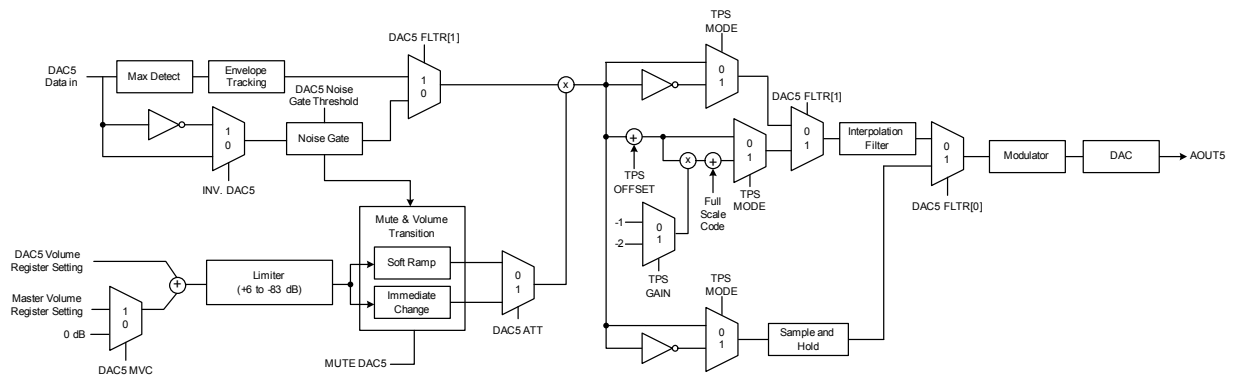 TPS
MODE
DAC5 FLTR[1]
DAC5
Data in
Max Detect
Envelope
Tracking
1
0
x
0
1
DAC5 Noise
Gate Threshold
DAC5 FLTR[1]
1
0
Noise Gate
INV. DAC5
+
TPS
OFFSET
x
+
Full
Scale
Code
0
1
TPS
MODE
0
1
Interpolation
Filter
0
1
DAC5 FLTR[0]
Modulator
DAC
AOUT5
-1
-2
0
1
TPS
GAIN
Mute & Volume
Transition
Soft Ramp
Immediate
Change
DAC5 Volume
Register Setting
Master Volume
Register Setting
0 dB
1
0
DAC5 MVC
+
Limiter
(+6 to -83 dB)
0
1
DAC5 ATT
MUTE DAC5
TPS
MODE
0
1
Sample and
Hold